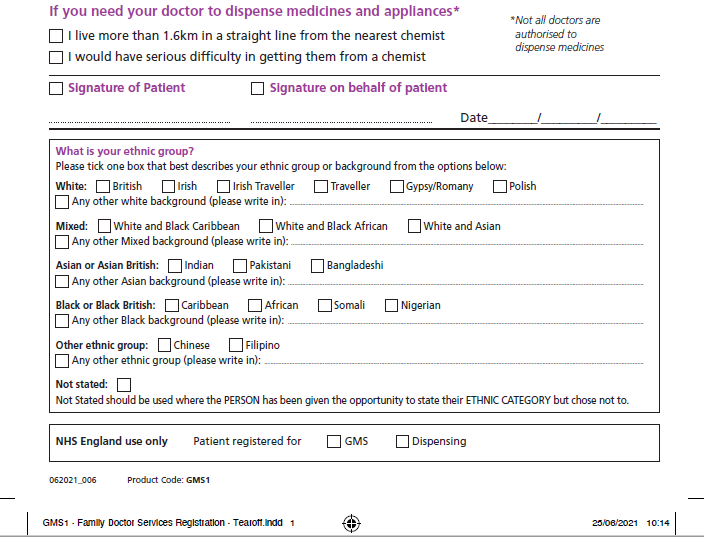 If you need your doctor to dispense medicines and appliances*
*Not all doctors are
authorised to
dispense medicines
I live more than 1.6km in a straight line from the nearest chemist
I would have serious difficulty in getting them from a chemist
Signature of Patient Signature on behalf of patient
Date_______/________/________
What is your ethnic group?
Please tick one box that best describes your ethnic group or background from the options below:
White: British Irish Irish Traveller Traveller Gypsy/Romany Polish
Any other white background (please write in):
Mixed: White and Black Caribbean White and Black African White and Asian
Any other Mixed background (please write in):
Asian or Asian British: Indian Pakistani Bangladeshi
Any other Asian background (please write in):
Black or Black British: Caribbean African Somali Nigerian
Any other Black background (please write in):
Other ethnic group: Chinese Filipino
Any other ethnic group (please write in):
Not stated:
Not Stated should be used where the PERSON has been given the opportunity to state their ETHNIC CATEGORY but chose not to.
NHS England use only Patient registered for GMS Dispensing
062021_006 Product Code: GMS1
GMS1 - Family Doctor Services Registration - Tearoff.indd 1 25/06/2021 10:14